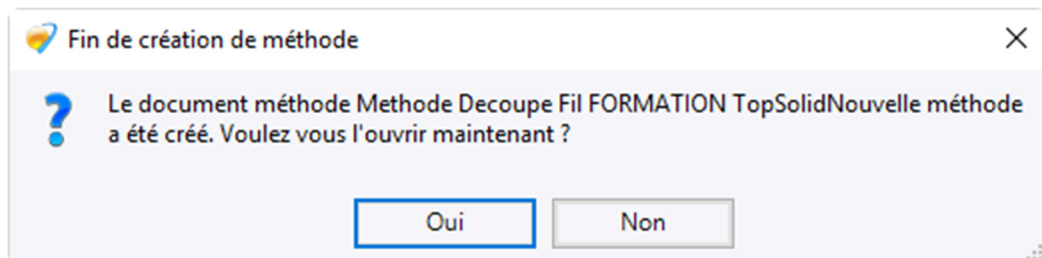 Fin de création de méthode
Le document méthode Methode Decoupe Fil FORMATION TopSolidNouvelle méthode
a été créé. Voulez vous l'ouvrir maintenant ?
Oui
Non